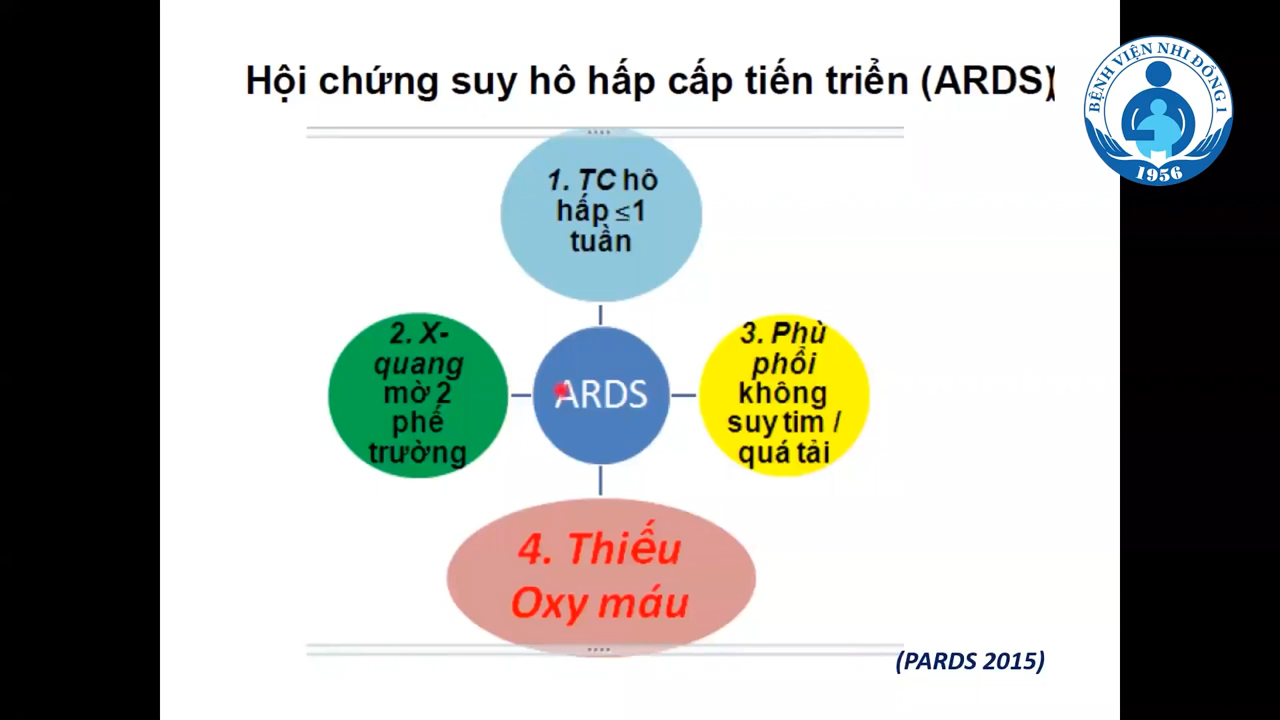 Hội chứng suy hô hấp cấp tiến triển (ARDS)
BỆNH VIỆN NHI ĐỒNG 1
1956
1. TC hô
hấp ≤1
tuần
2. X-
quang
mờ 2
phế
trường
ARDS
3. Phù
phổi
không
suy tim /
quá tải
4. Thiếu
Oxy máu
(PARDS 2015)